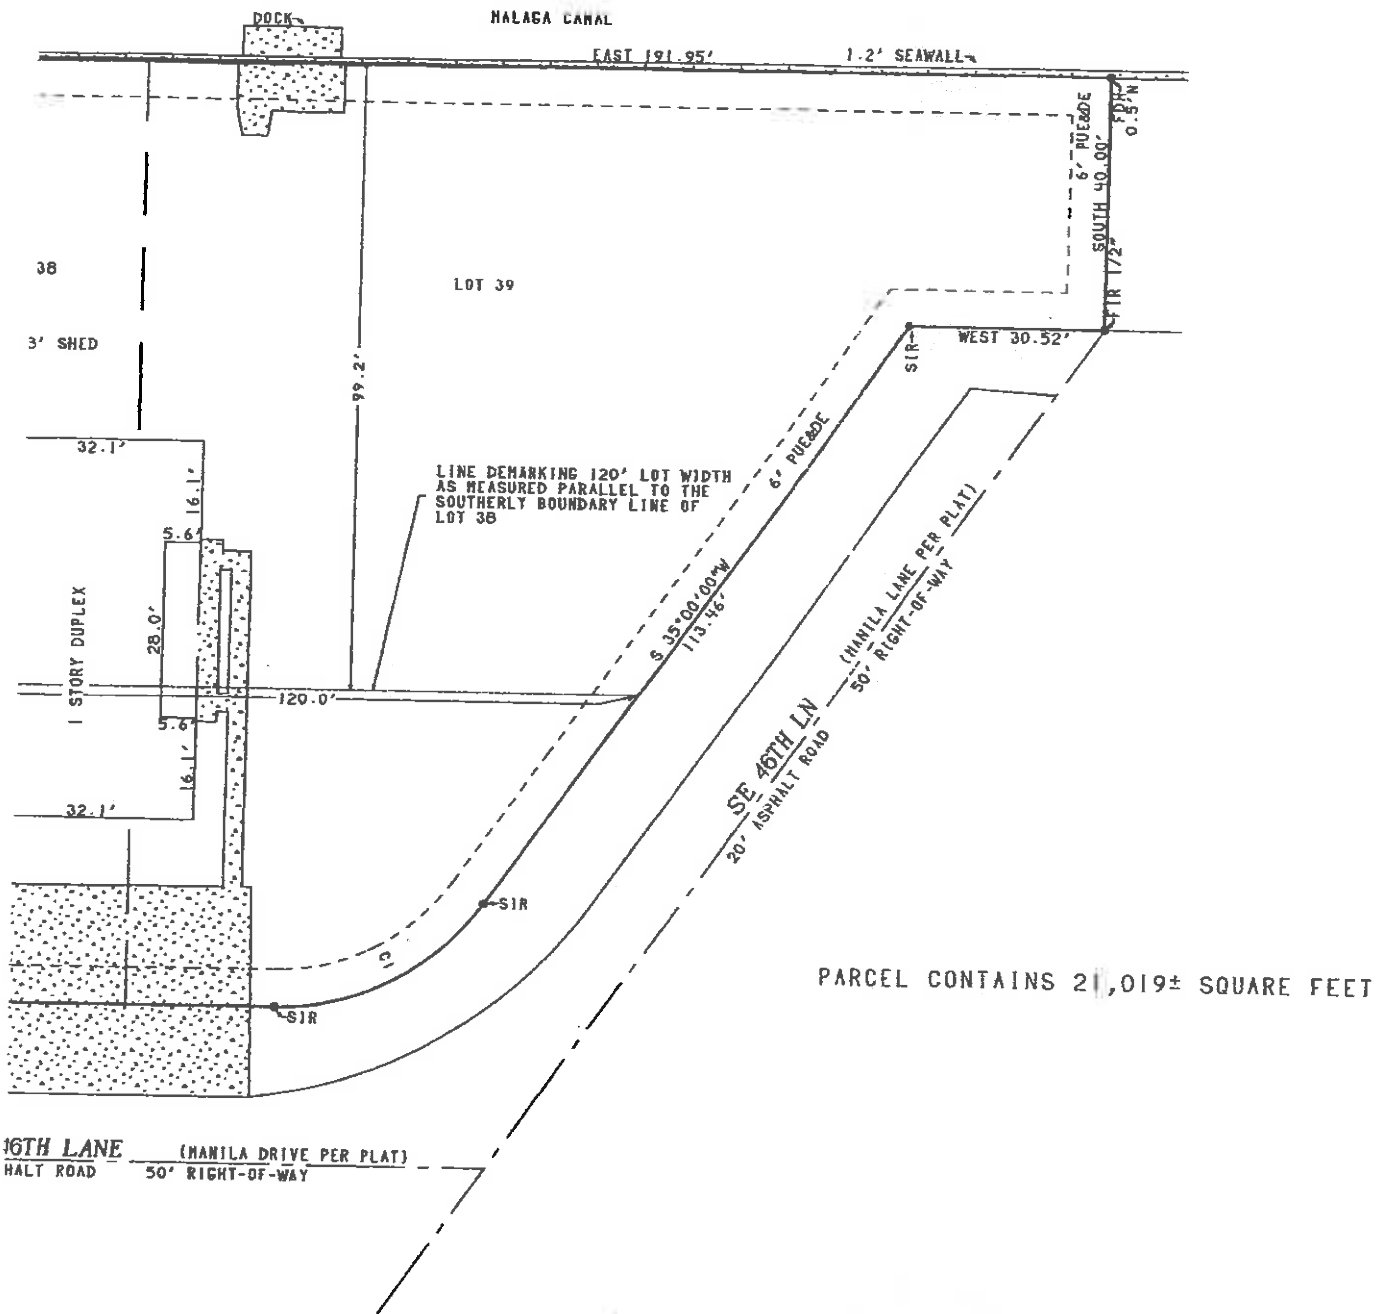 DOCK
MALAGA CANAL
EAST 191.95'
1.2' SEAWALL
6' PUE&DE
FDH
0.5'N
SOUTH 40.00'
38
LOT 39
FIR 1/2"
3' SHED
WEST 30.52'
SIR
99.2'
32.1'
16.1'
LINE DEMARKING 120' LOT WIDTH
AS MEASURED PARALLEL TO THE
SOUTHERLY BOUNDARY LINE OF
LOT 38
6' PUE&DE
5.6'
28.0'
1 STORY DUPLEX
S 35°00'00"W
113.46'
(MANILA LANE PER PLAT)
50' RIGHT-OF-WAY
120.0'
5.6'
16.1'
32.1'
SE 46TH LN
20' ASPHALT ROAD
SIR
C1
PARCEL CONTAINS 21,019± SQUARE FEET
SIR
46TH LANE (MANILA DRIVE PER PLAT)
HALT ROAD 50' RIGHT-OF-WAY